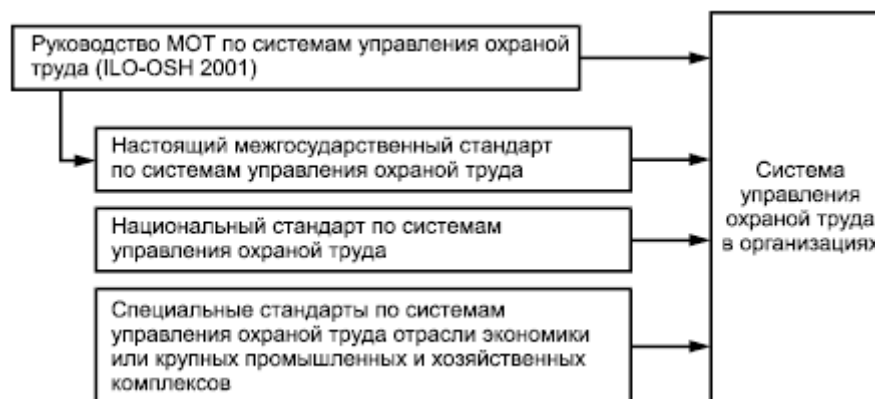 Руководство МОТ по системам управления охраной
труда (ILO-OSH 2001)
Настоящий межгосударственный стандарт
по системам управления охраной труда
Национальный стандарт по системам
управления охраной труда
Специальные стандарты по системам
управления охраной труда отрасли экономики
или крупных промышленных и хозяйственных
комплексов
Система
управления
охраной труда
в организациях